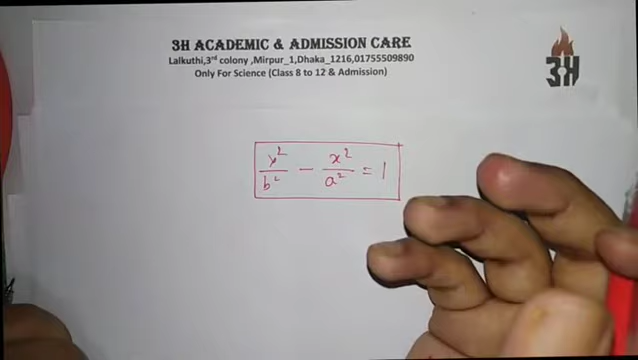 3H ACADEMIC & ADMISSION CARE
Lalkuthi,3rd colony ,Mirpur_1,Dhaka_1216,01755509890
Only For Science (Class 8 to 12 & Admission)
3H
y²/b² - x²/a² = 1